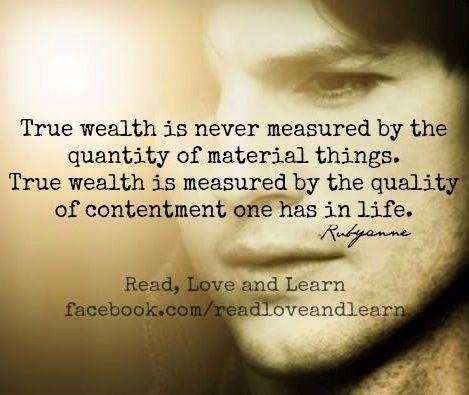 True wealth is never measured by the
quantity of material things.
True wealth is measured by the quality
of contentment one has in life.
-Rubyanne
Read, Love and Learn
facebook.com/readloveandlearn